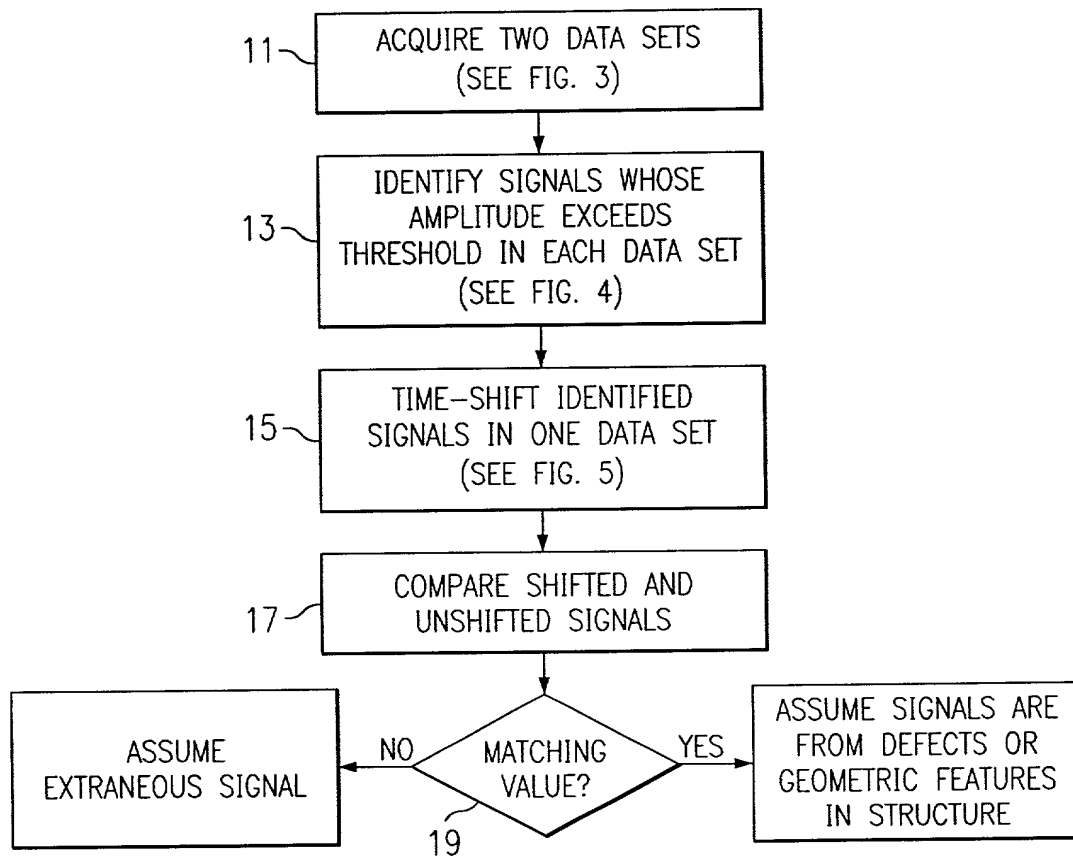 11
ACQUIRE TWO DATA SETS
(SEE FIG. 3)
13
IDENTIFY SIGNALS WHOSE
AMPLITUDE EXCEEDS
THRESHOLD IN EACH DATA SET
(SEE FIG. 4)
15
TIME-SHIFT IDENTIFIED
SIGNALS IN ONE DATA SET
(SEE FIG. 5)
17
COMPARE SHIFTED AND
UNSHIFTED SIGNALS
ASSUME
EXTRANEOUS SIGNAL
NO
MATCHING
VALUE?
19
YES
ASSUME SIGNALS ARE
FROM DEFECTS OR
GEOMETRIC FEATURES
IN STRUCTURE